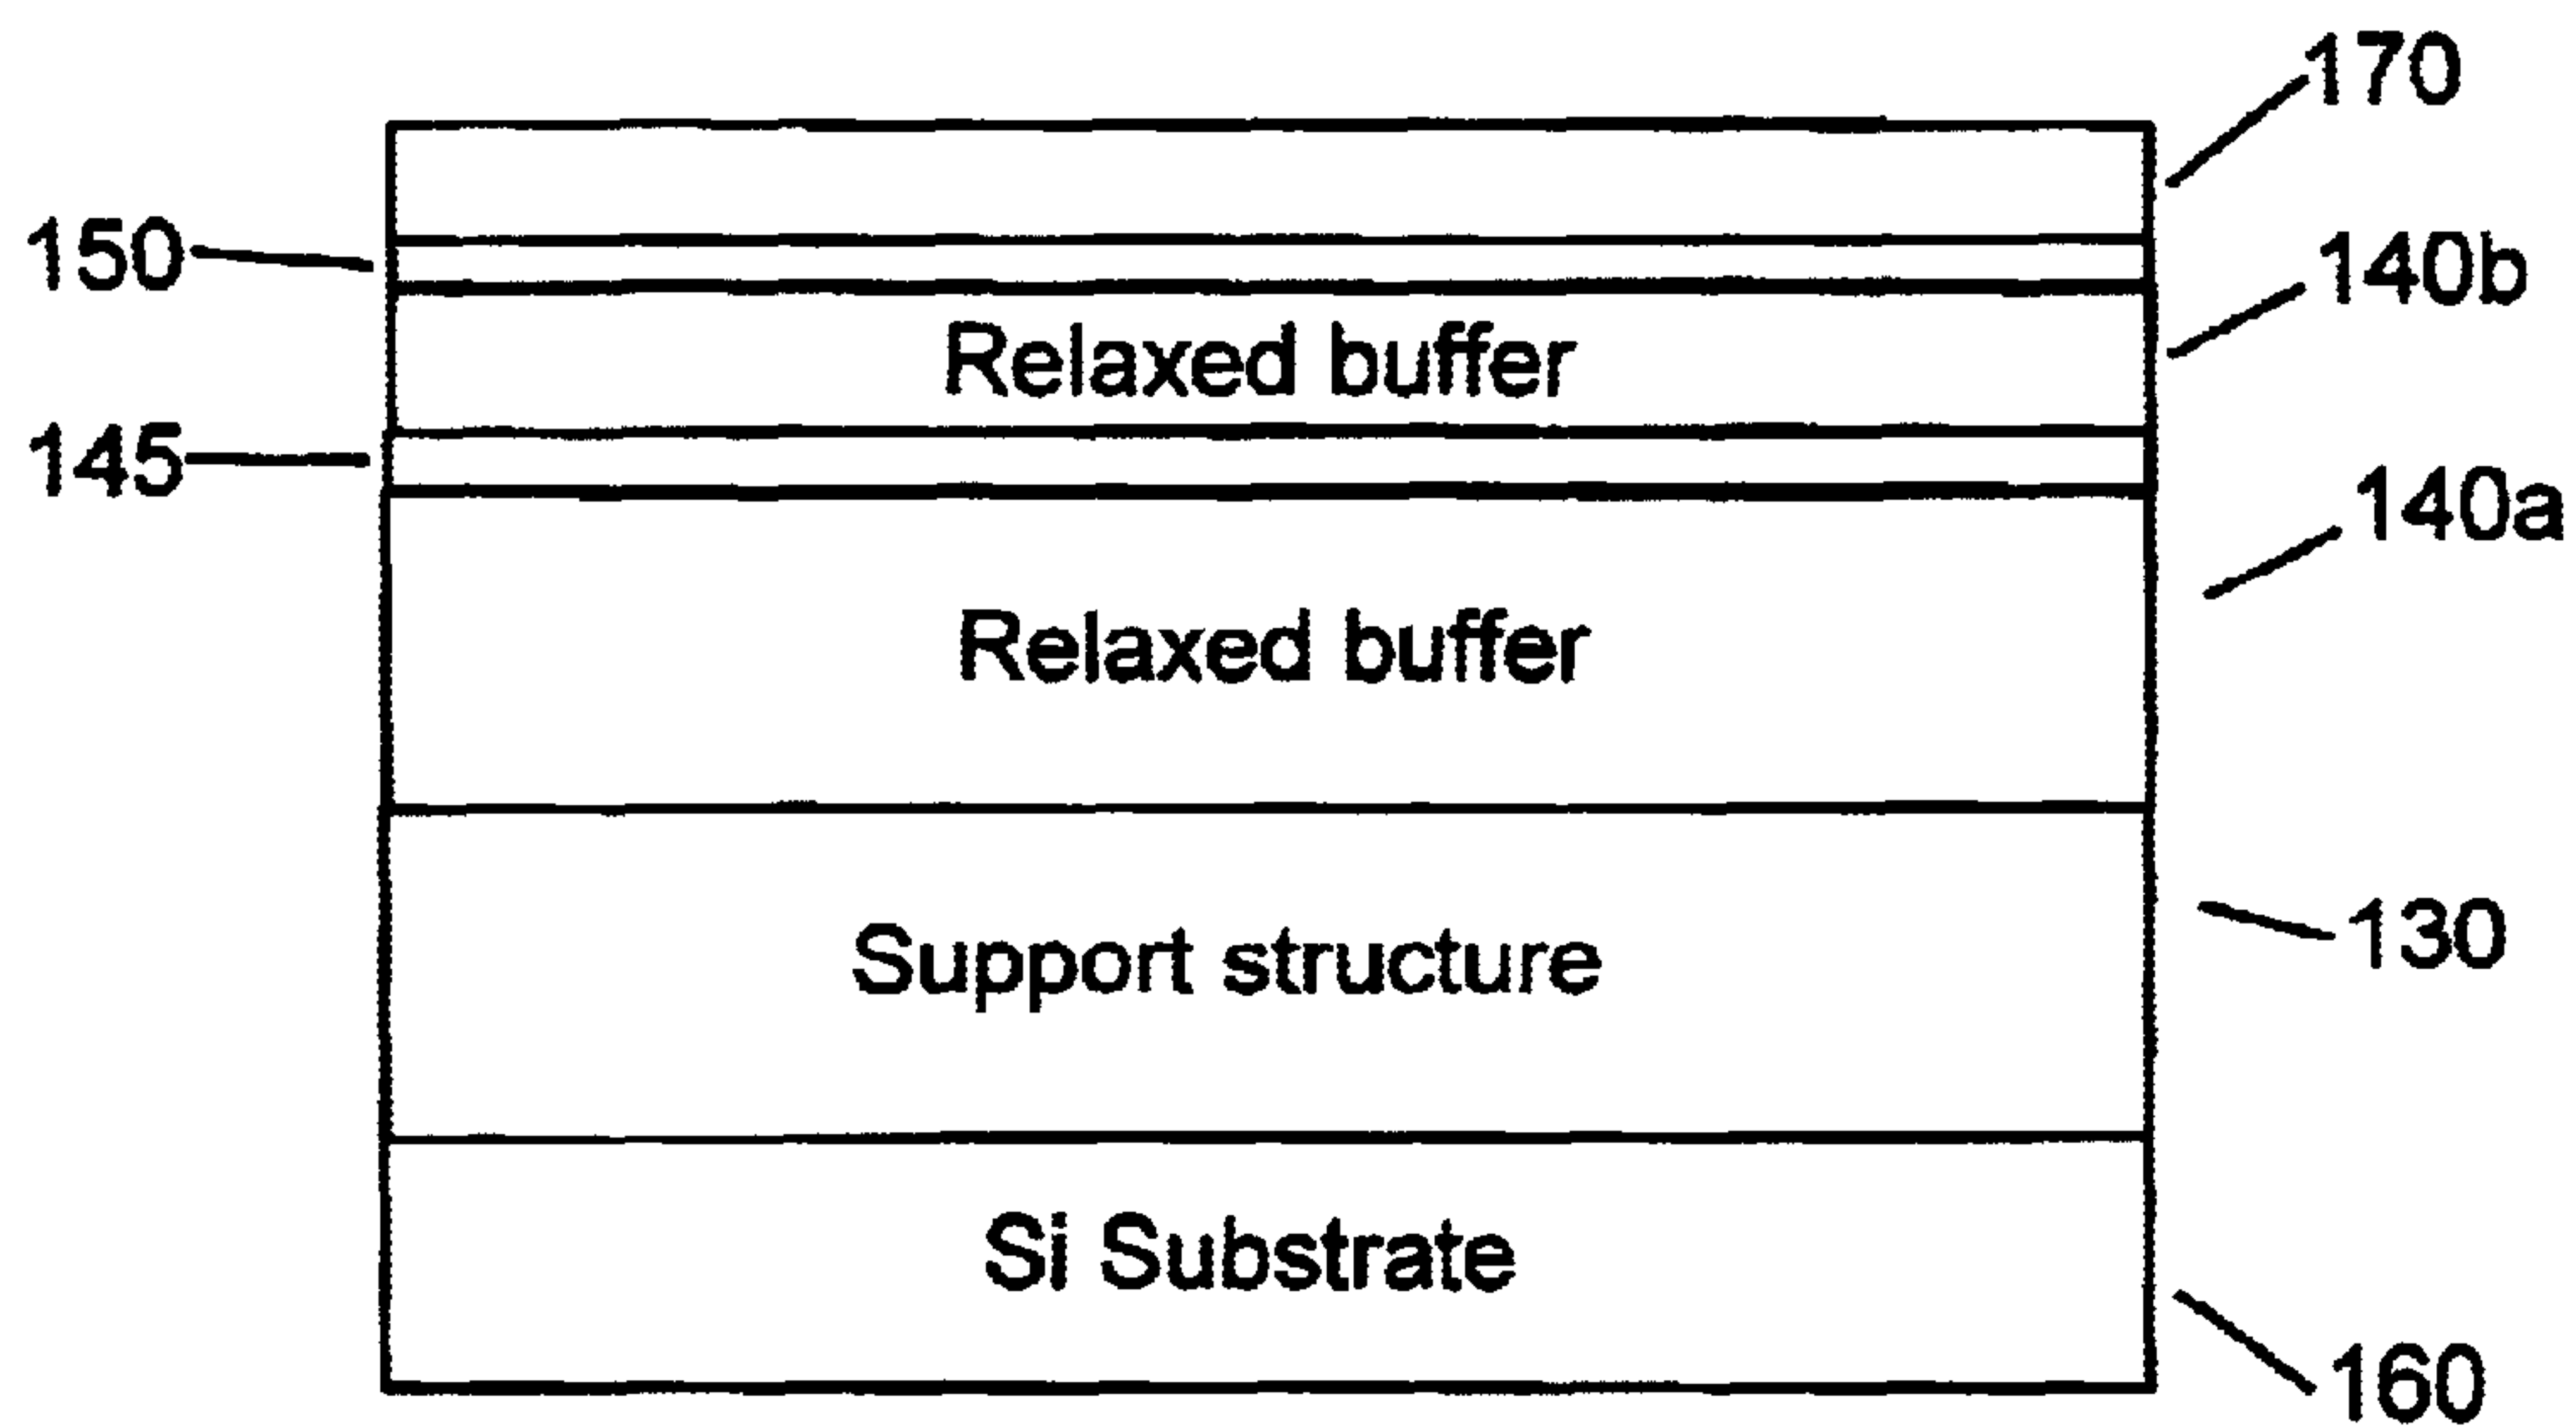 170
150
140b
Relaxed buffer
145
140a
Relaxed buffer
130
Support structure
Si Substrate
160